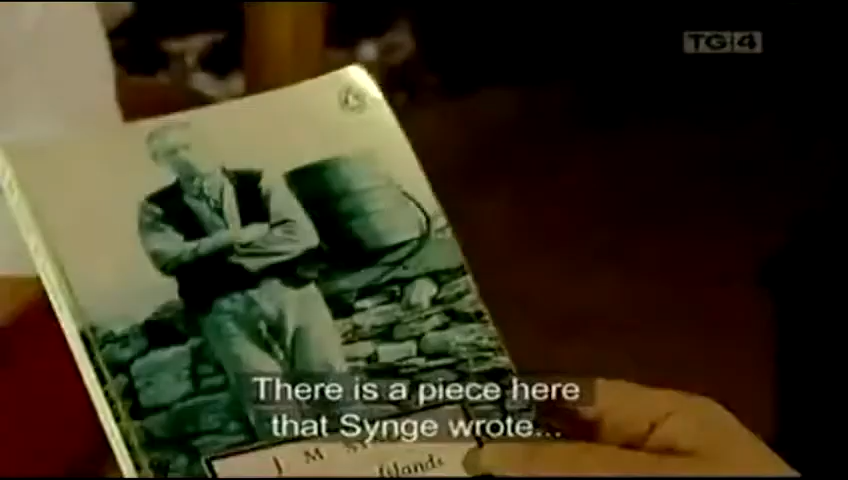 TG4
There is a piece here
that Synge wrote...
J M
Islands